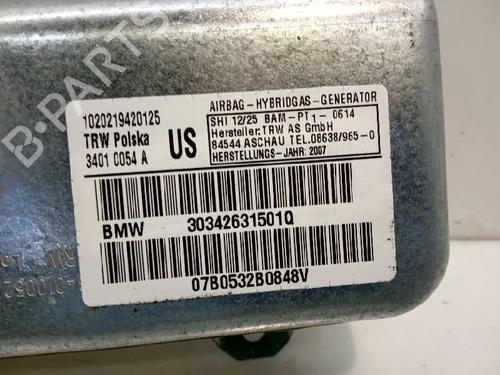 B-PARTS
1020219420125
TRW Polska
3401 C054 A
US
AIRBAG-HYBRIDGAS-GENERATOR
SHI 12/25 BAM-PT1-0614
Hersteller:TRW AS GmbH
84544 ASCHAU TEL.08638/965-0
HERSTELLUNGS-JAHR:2007
BMW 30342631501Q
07B0532B0848V